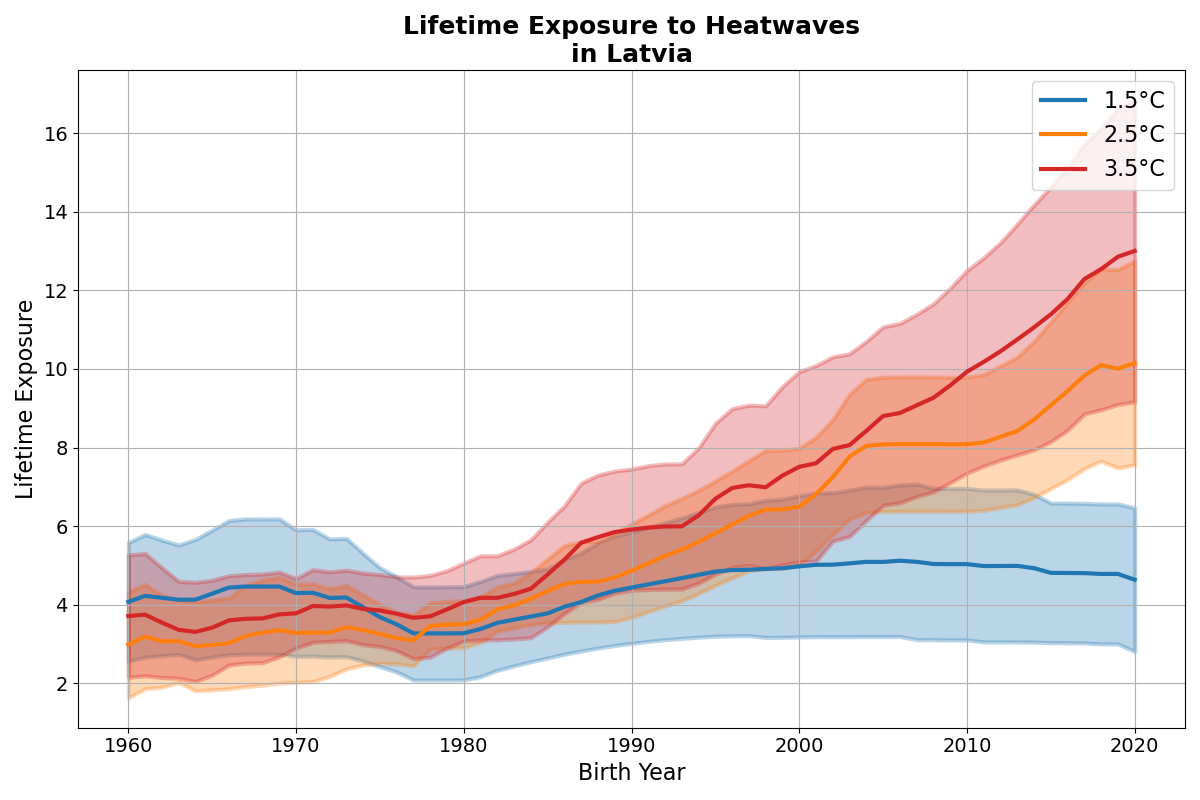 Lifetime Exposure to Heatwaves
in Latvia
1.5°C
2.5°C
3.5°C
Lifetime Exposure
16
14
12
10
8
6
4
2
1960 1970 1980 1990 2000 2010 2020
Birth Year